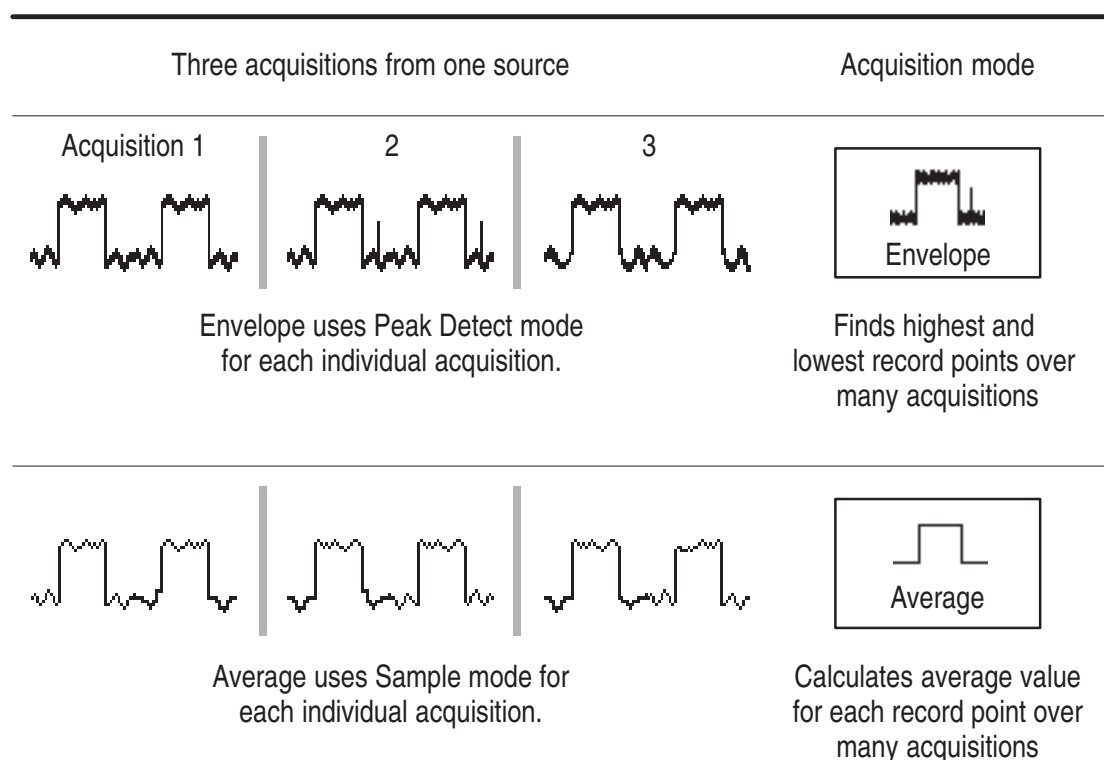 Three acquisitions from one source
Acquisition mode
Acquisition 1
2
3
Envelope
Envelope uses Peak Detect mode
for each individual acquisition.
Finds highest and
lowest record points over
many acquisitions
Average
Average uses Sample mode for
each individual acquisition.
Calculates average value
for each record point over
many acquisitions